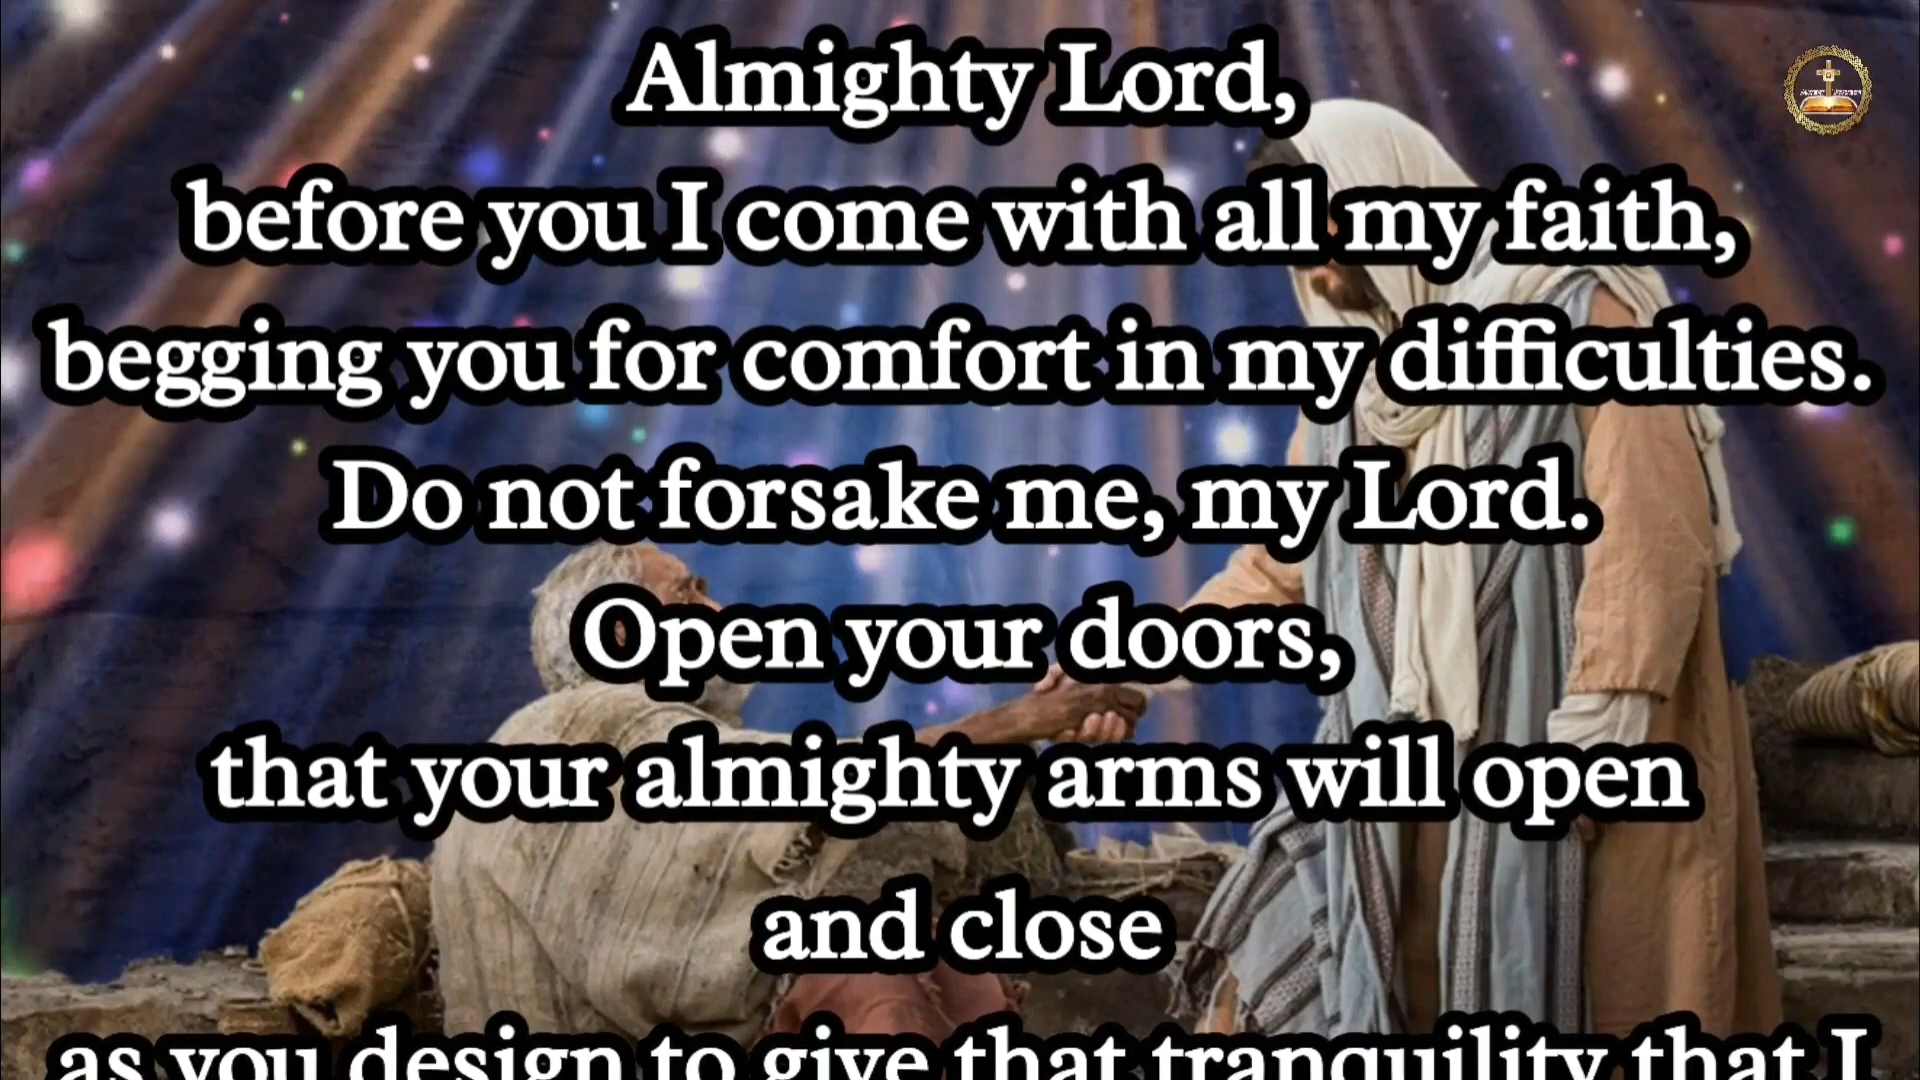 Almighty Lord,
before you I come with all my faith,
begging you for comfort in my difficulties.
Do not forsake me, my Lord.
Open your doors,
that your almighty arms will open
and close
as you design to give that tranquility that I